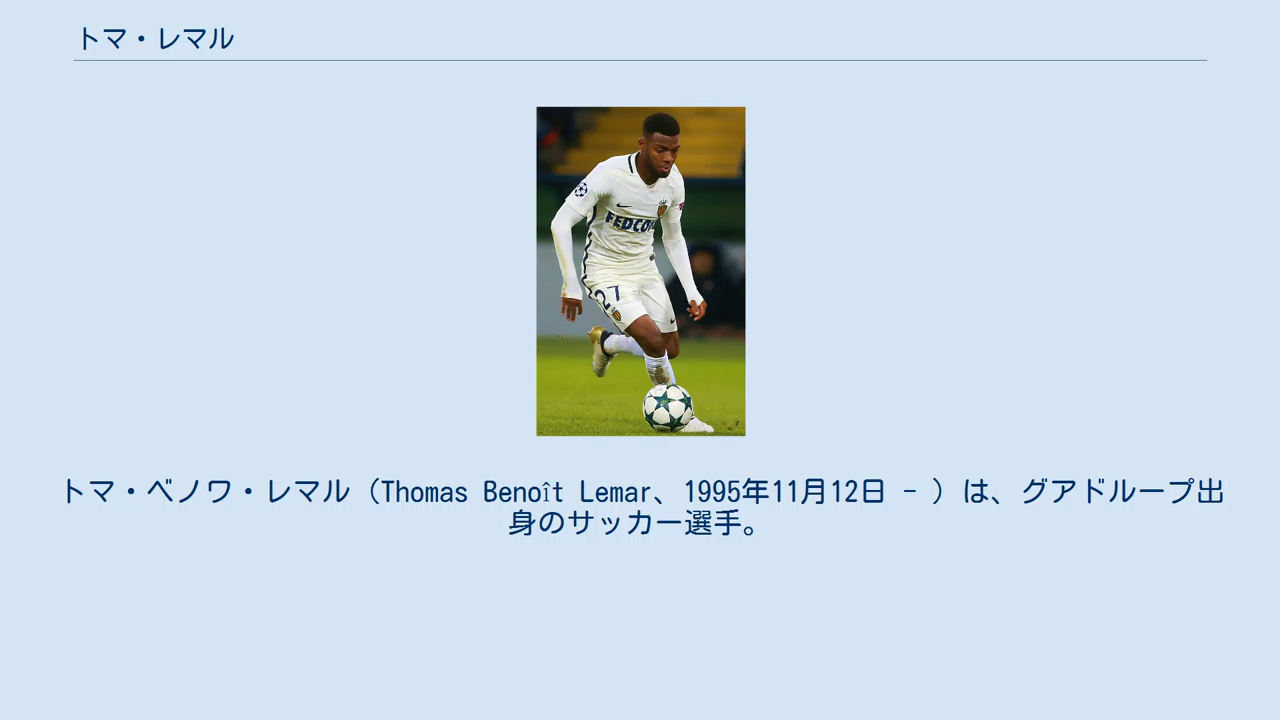 トマ・レマル
FEDCOM
27
トマ・ベノワ・レマル（Thomas Benoît Lemar、1995年11月12日 - ）は、グアドループ出
身のサッカー選手。